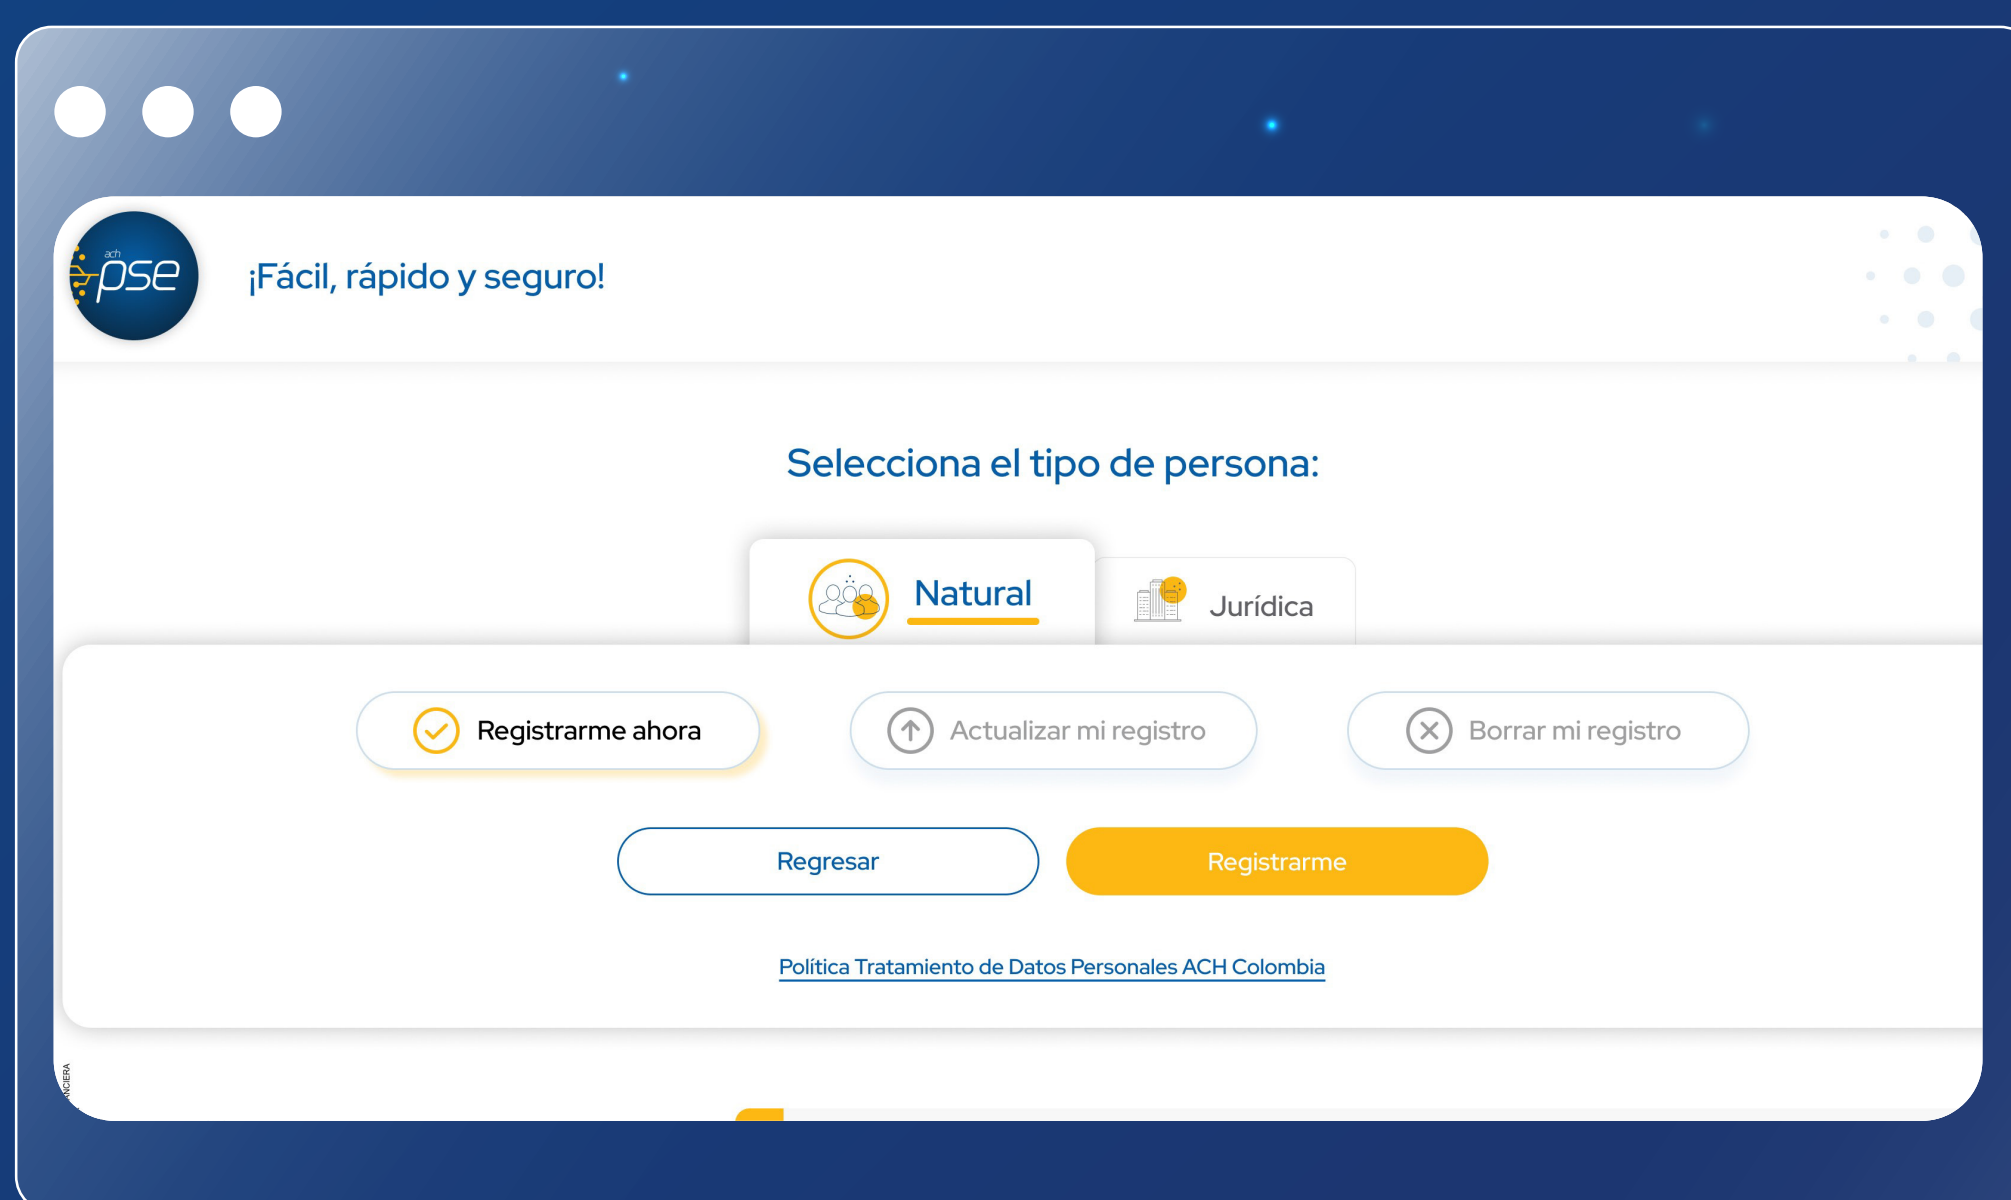 ach
pse
¡Fácil, rápido y seguro!
Selecciona el tipo de persona:
Natural
Jurídica
Registrarme ahora
Actualizar mi registro
Borrar mi registro
Regresar
Registrarme
Política Tratamiento de Datos Personales ACH Colombia